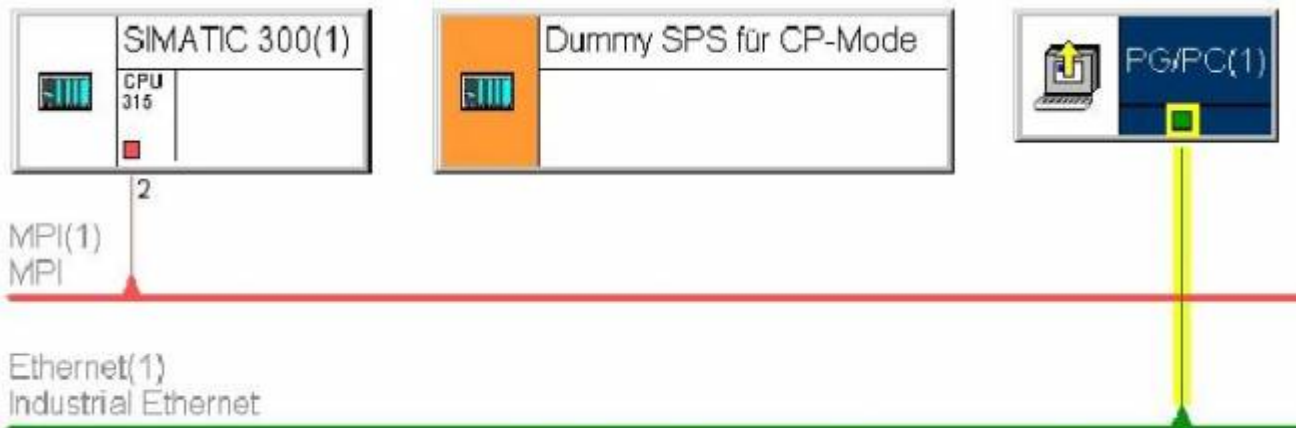 SIMATIC 300(1)
CPU
315
2
Dummy SPS für CP-Mode
PG/PC(1)
MPI(1)
MPI
Ethernet(1)
Industrial Ethernet